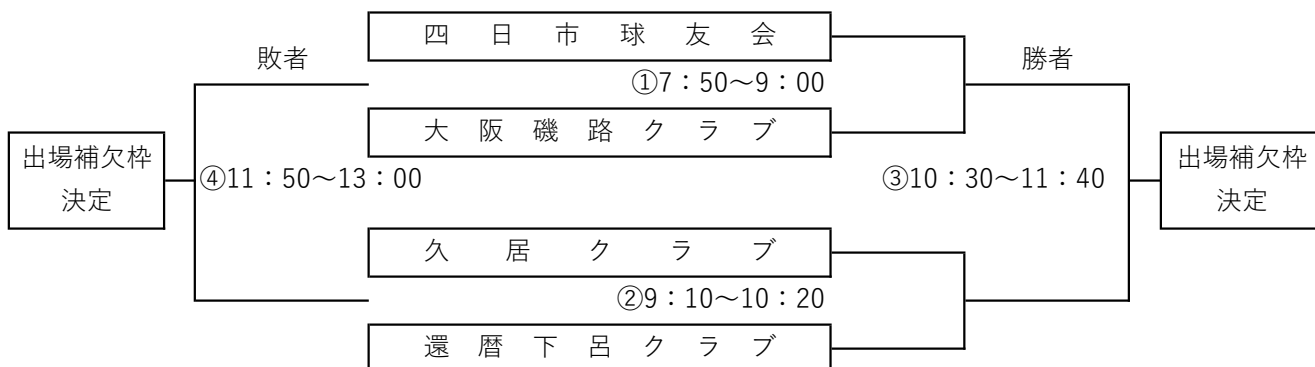 四日市球友会
敗者
勝者
①7：50～9：00
大阪磯路クラブ
出場補欠枠
決定
④11：50～13：00
③10：30～11：40
出場補欠枠
決定
久居クラブ
②9：10～10：20
還暦下呂クラブ